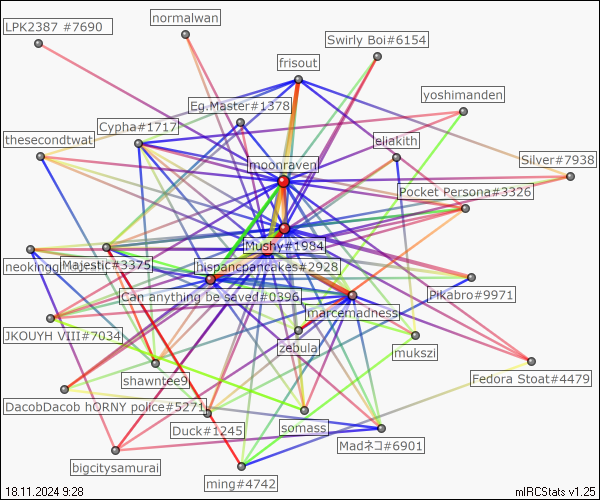 LPK2387 #7690
normalwan
Swirly Boi#6154
frisout
yoshimanden
Eg.Master#1378
Cypha#1717
thesecondtwat
eliakith
moonraven
Silver#7938
Pocket Persona#3326
Mushy#1984
Majestic#3375
hispancpancakes#2928
Can anything be saved#0396
Pikabro#9971
marcemadness
JKOUYH VIII#7034
zebula
mukszi
shawntee9
Fedora Stoat#4479
DacobDacob hORNY police#5271
Duck#1245
somass
Madネコ#6901
bigcitysamurai
ming#4742
18.11.2024 9:28
mIRCStats v1.25